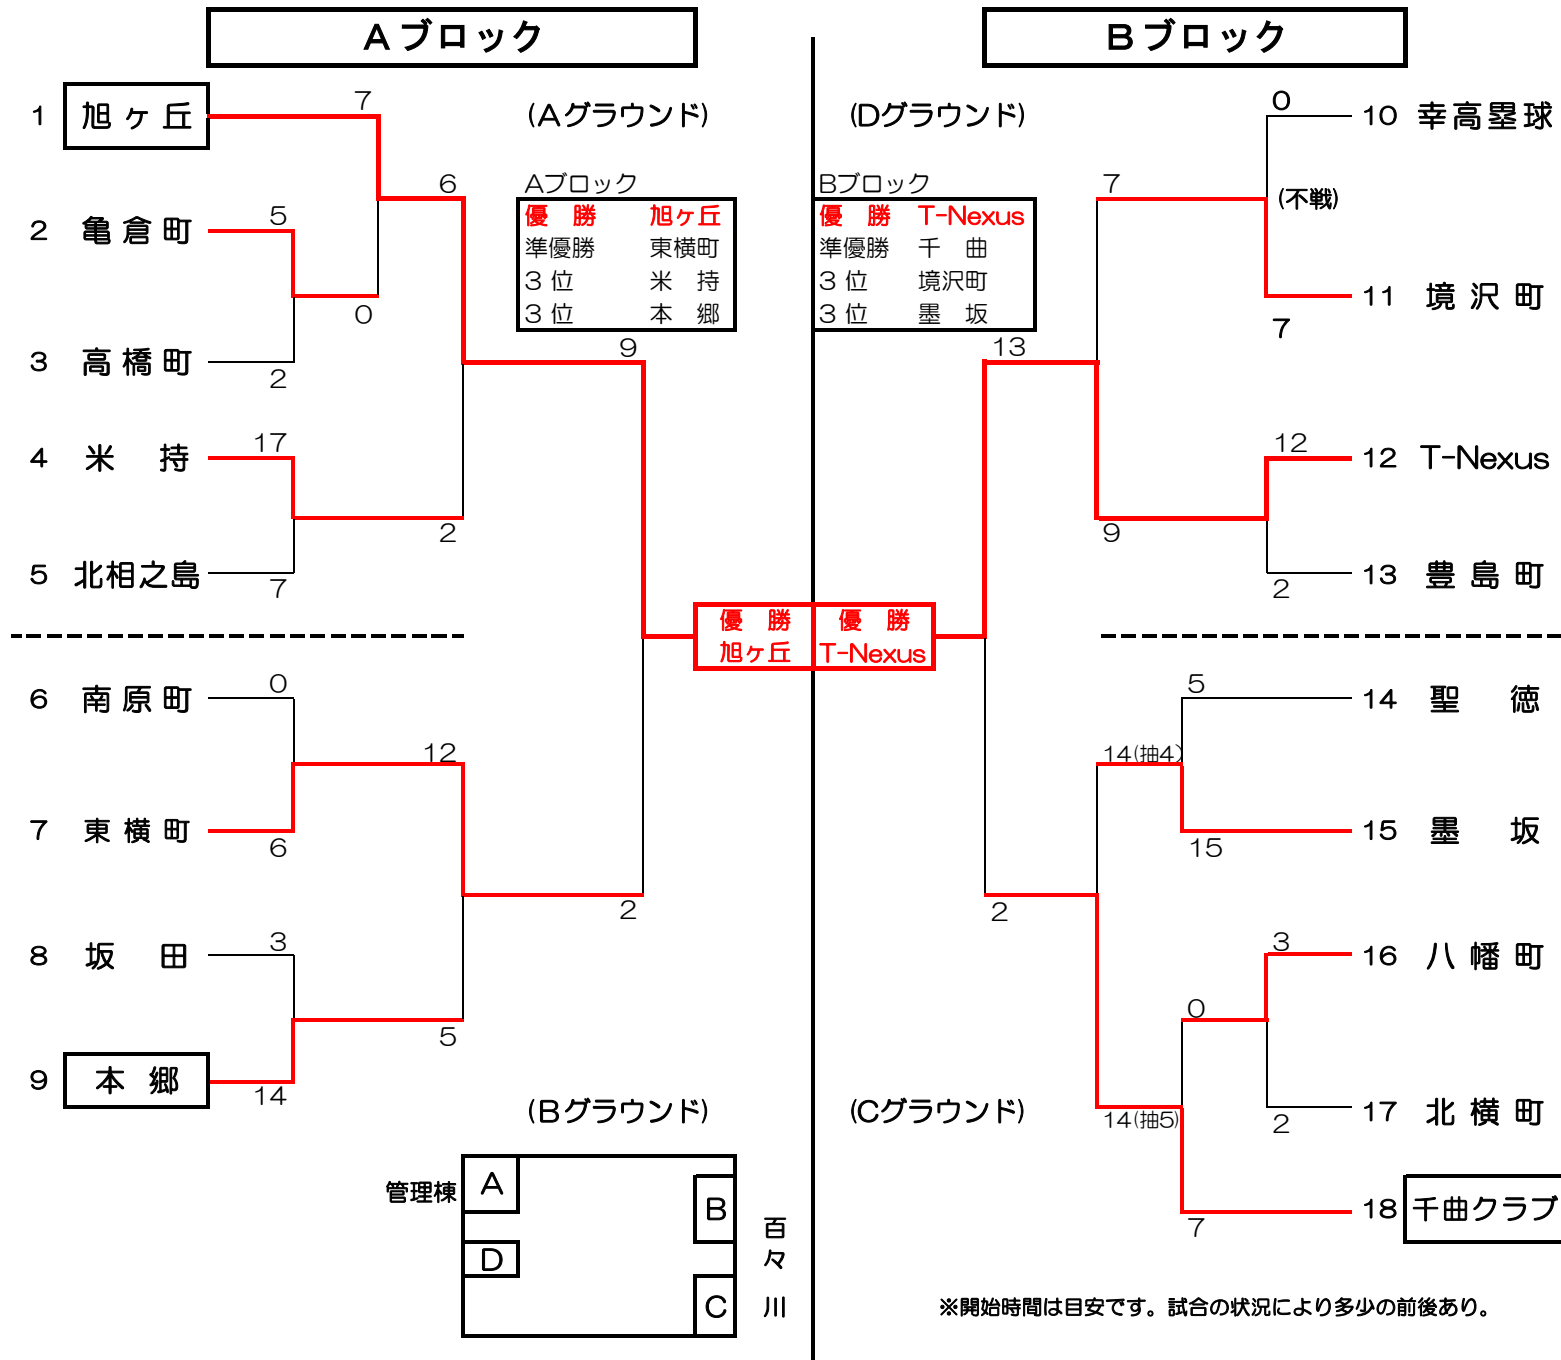 Aブロック
Bブロック
(Aグラウンド)
(Dグラウンド)
1 旭ヶ丘
7
6
2 亀倉町
5
0
3 高橋町
2
4 米 持
17
2
5 北相之島
7
6 南原町
0
12
7 東横町
6
8 坂 田
3
5
9 本 郷
14
9
2
Aブロック
優 勝 旭ヶ丘
準優勝 東横町
3 位 米 持
3 位 本 郷
Bブロック
優 勝 T-Nexus
準優勝 千 曲
3 位 境沢町
3 位 墨 坂
優 勝
旭ヶ丘
優 勝
T-Nexus
0
10 幸高塁球
7
(不戦)
11 境沢町
7
13
12
12 T-Nexus
9
13 豊島町
2
5
14 聖 徳
14(抽4)
15 墨 坂
15
2
3
16 八幡町
0
17 北横町
2
14(抽5)
18 千曲クラブ
7
(Bグラウンド)
(Cグラウンド)
管理棟
A
B
D
C
百々川
※開始時間は目安です。試合の状況により多少の前後あり。